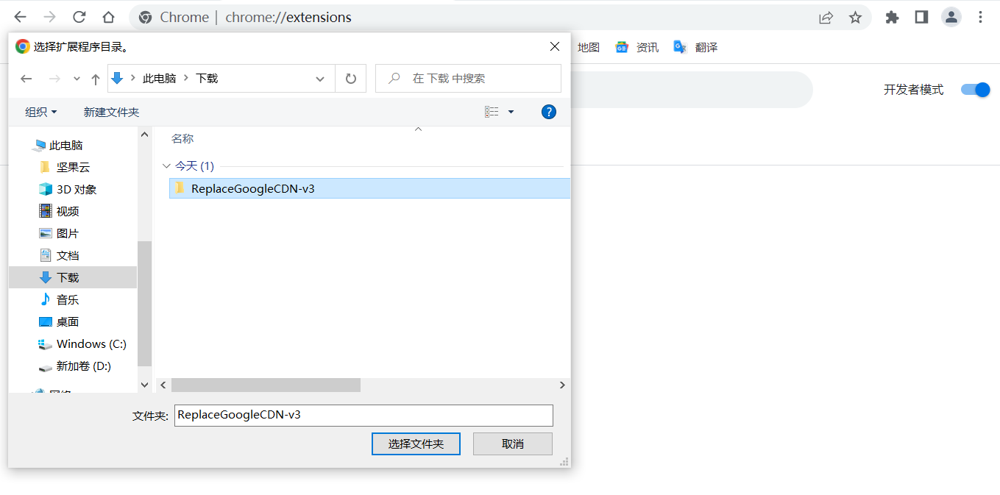 Chrome | chrome://extensions
选择扩展程序目录。
地图 资讯 翻译
此电脑 下载
在 下载 中搜索
开发者模式
组织 新建文件夹
名称
此电脑
今天 (1)
坚果云
ReplaceGoogleCDN-v3
3D 对象
视频
图片
文档
下载
音乐
桌面
Windows (C:)
新加卷 (D:)
网络
文件夹: ReplaceGoogleCDN-v3
选择文件夹 取消